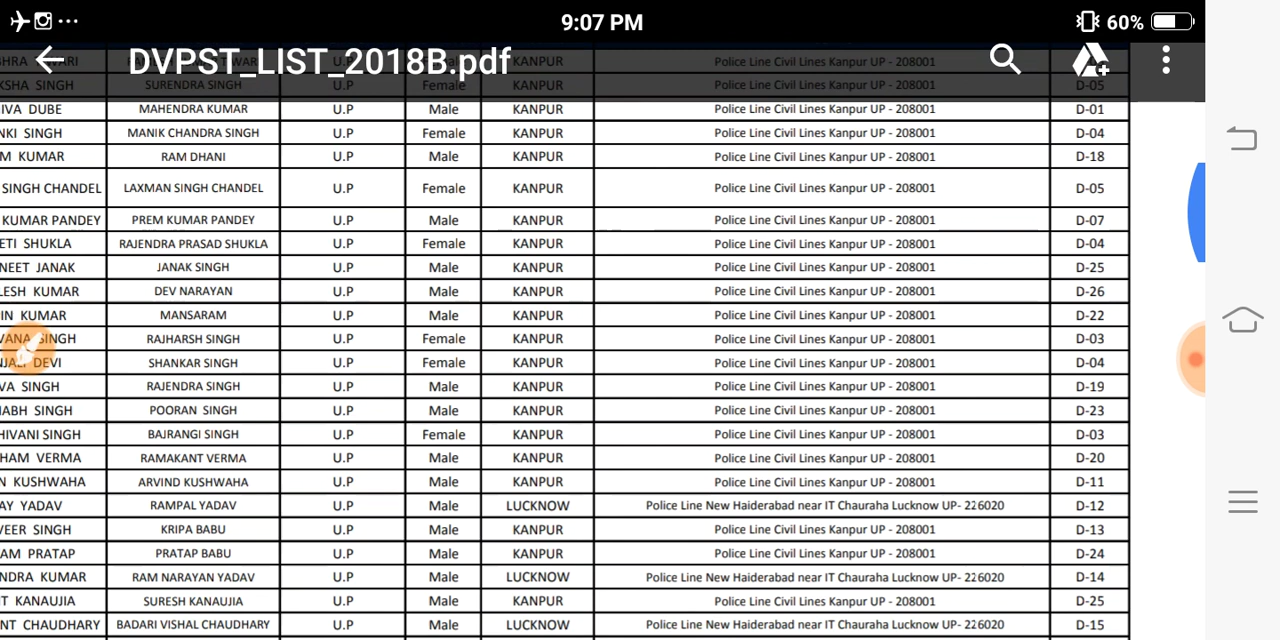 9:07 PM 60%
DVPST_LIST_2018B.pdf
KANPUR Police Line Civil Lines Kanpur UP - 208001
KSHA SINGH SURENDRA SINGH U.P Female KANPUR Police Line Civil Lines Kanpur UP - 208001 D-05
IVA DUBE MAHENDRA KUMAR U.P Male KANPUR Police Line Civil Lines Kanpur UP - 208001 D-01
NKI SINGH MANIK CHANDRA SINGH U.P Female KANPUR Police Line Civil Lines Kanpur UP - 208001 D-04
M KUMAR RAM DHANI U.P Male KANPUR Police Line Civil Lines Kanpur UP - 208001 D-18
SINGH CHANDEL LAXMAN SINGH CHANDEL U.P Female KANPUR Police Line Civil Lines Kanpur UP - 208001 D-05
KUMAR PANDEY PREM KUMAR PANDEY U.P Male KANPUR Police Line Civil Lines Kanpur UP - 208001 D-07
ETI SHUKLA RAJENDRA PRASAD SHUKLA U.P Female KANPUR Police Line Civil Lines Kanpur UP - 208001 D-04
NEET JANAK JANAK SINGH U.P Male KANPUR Police Line Civil Lines Kanpur UP - 208001 D-25
LESH KUMAR DEV NARAYAN U.P Male KANPUR Police Line Civil Lines Kanpur UP - 208001 D-26
IN KUMAR MANSARAM U.P Male KANPUR Police Line Civil Lines Kanpur UP - 208001 D-22
VANA SINGH RAJHARSH SINGH U.P Female KANPUR Police Line Civil Lines Kanpur UP - 208001 D-03
NJALI DEVI SHANKAR SINGH U.P Female KANPUR Police Line Civil Lines Kanpur UP - 208001 D-04
VA SINGH RAJENDRA SINGH U.P Male KANPUR Police Line Civil Lines Kanpur UP - 208001 D-19
ABH SINGH POORAN SINGH U.P Male KANPUR Police Line Civil Lines Kanpur UP - 208001 D-23
HIVANI SINGH BAJRANGI SINGH U.P Female KANPUR Police Line Civil Lines Kanpur UP - 208001 D-03
HAM VERMA RAMAKANT VERMA U.P Male KANPUR Police Line Civil Lines Kanpur UP - 208001 D-20
N KUSHWAHA ARVIND KUSHWAHA U.P Male KANPUR Police Line Civil Lines Kanpur UP - 208001 D-11
AY YADAV RAMPAL YADAV U.P Male LUCKNOW Police Line New Haiderabad near IT Chauraha Lucknow UP- 226020 D-12
VEER SINGH KRIPA BABU U.P Male KANPUR Police Line Civil Lines Kanpur UP - 208001 D-13
AM PRATAP PRATAP BABU U.P Male KANPUR Police Line Civil Lines Kanpur UP - 208001 D-24
NDRA KUMAR RAM NARAYAN YADAV U.P Male LUCKNOW Police Line New Haiderabad near IT Chauraha Lucknow UP- 226020 D-14
T KANAUJIA SURESH KANAUJIA U.P Male KANPUR Police Line Civil Lines Kanpur UP - 208001 D-25
NT CHAUDHARY BADARI VISHAL CHAUDHARY U.P Male LUCKNOW Police Line New Haiderabad near IT Chauraha Lucknow UP- 226020 D-15